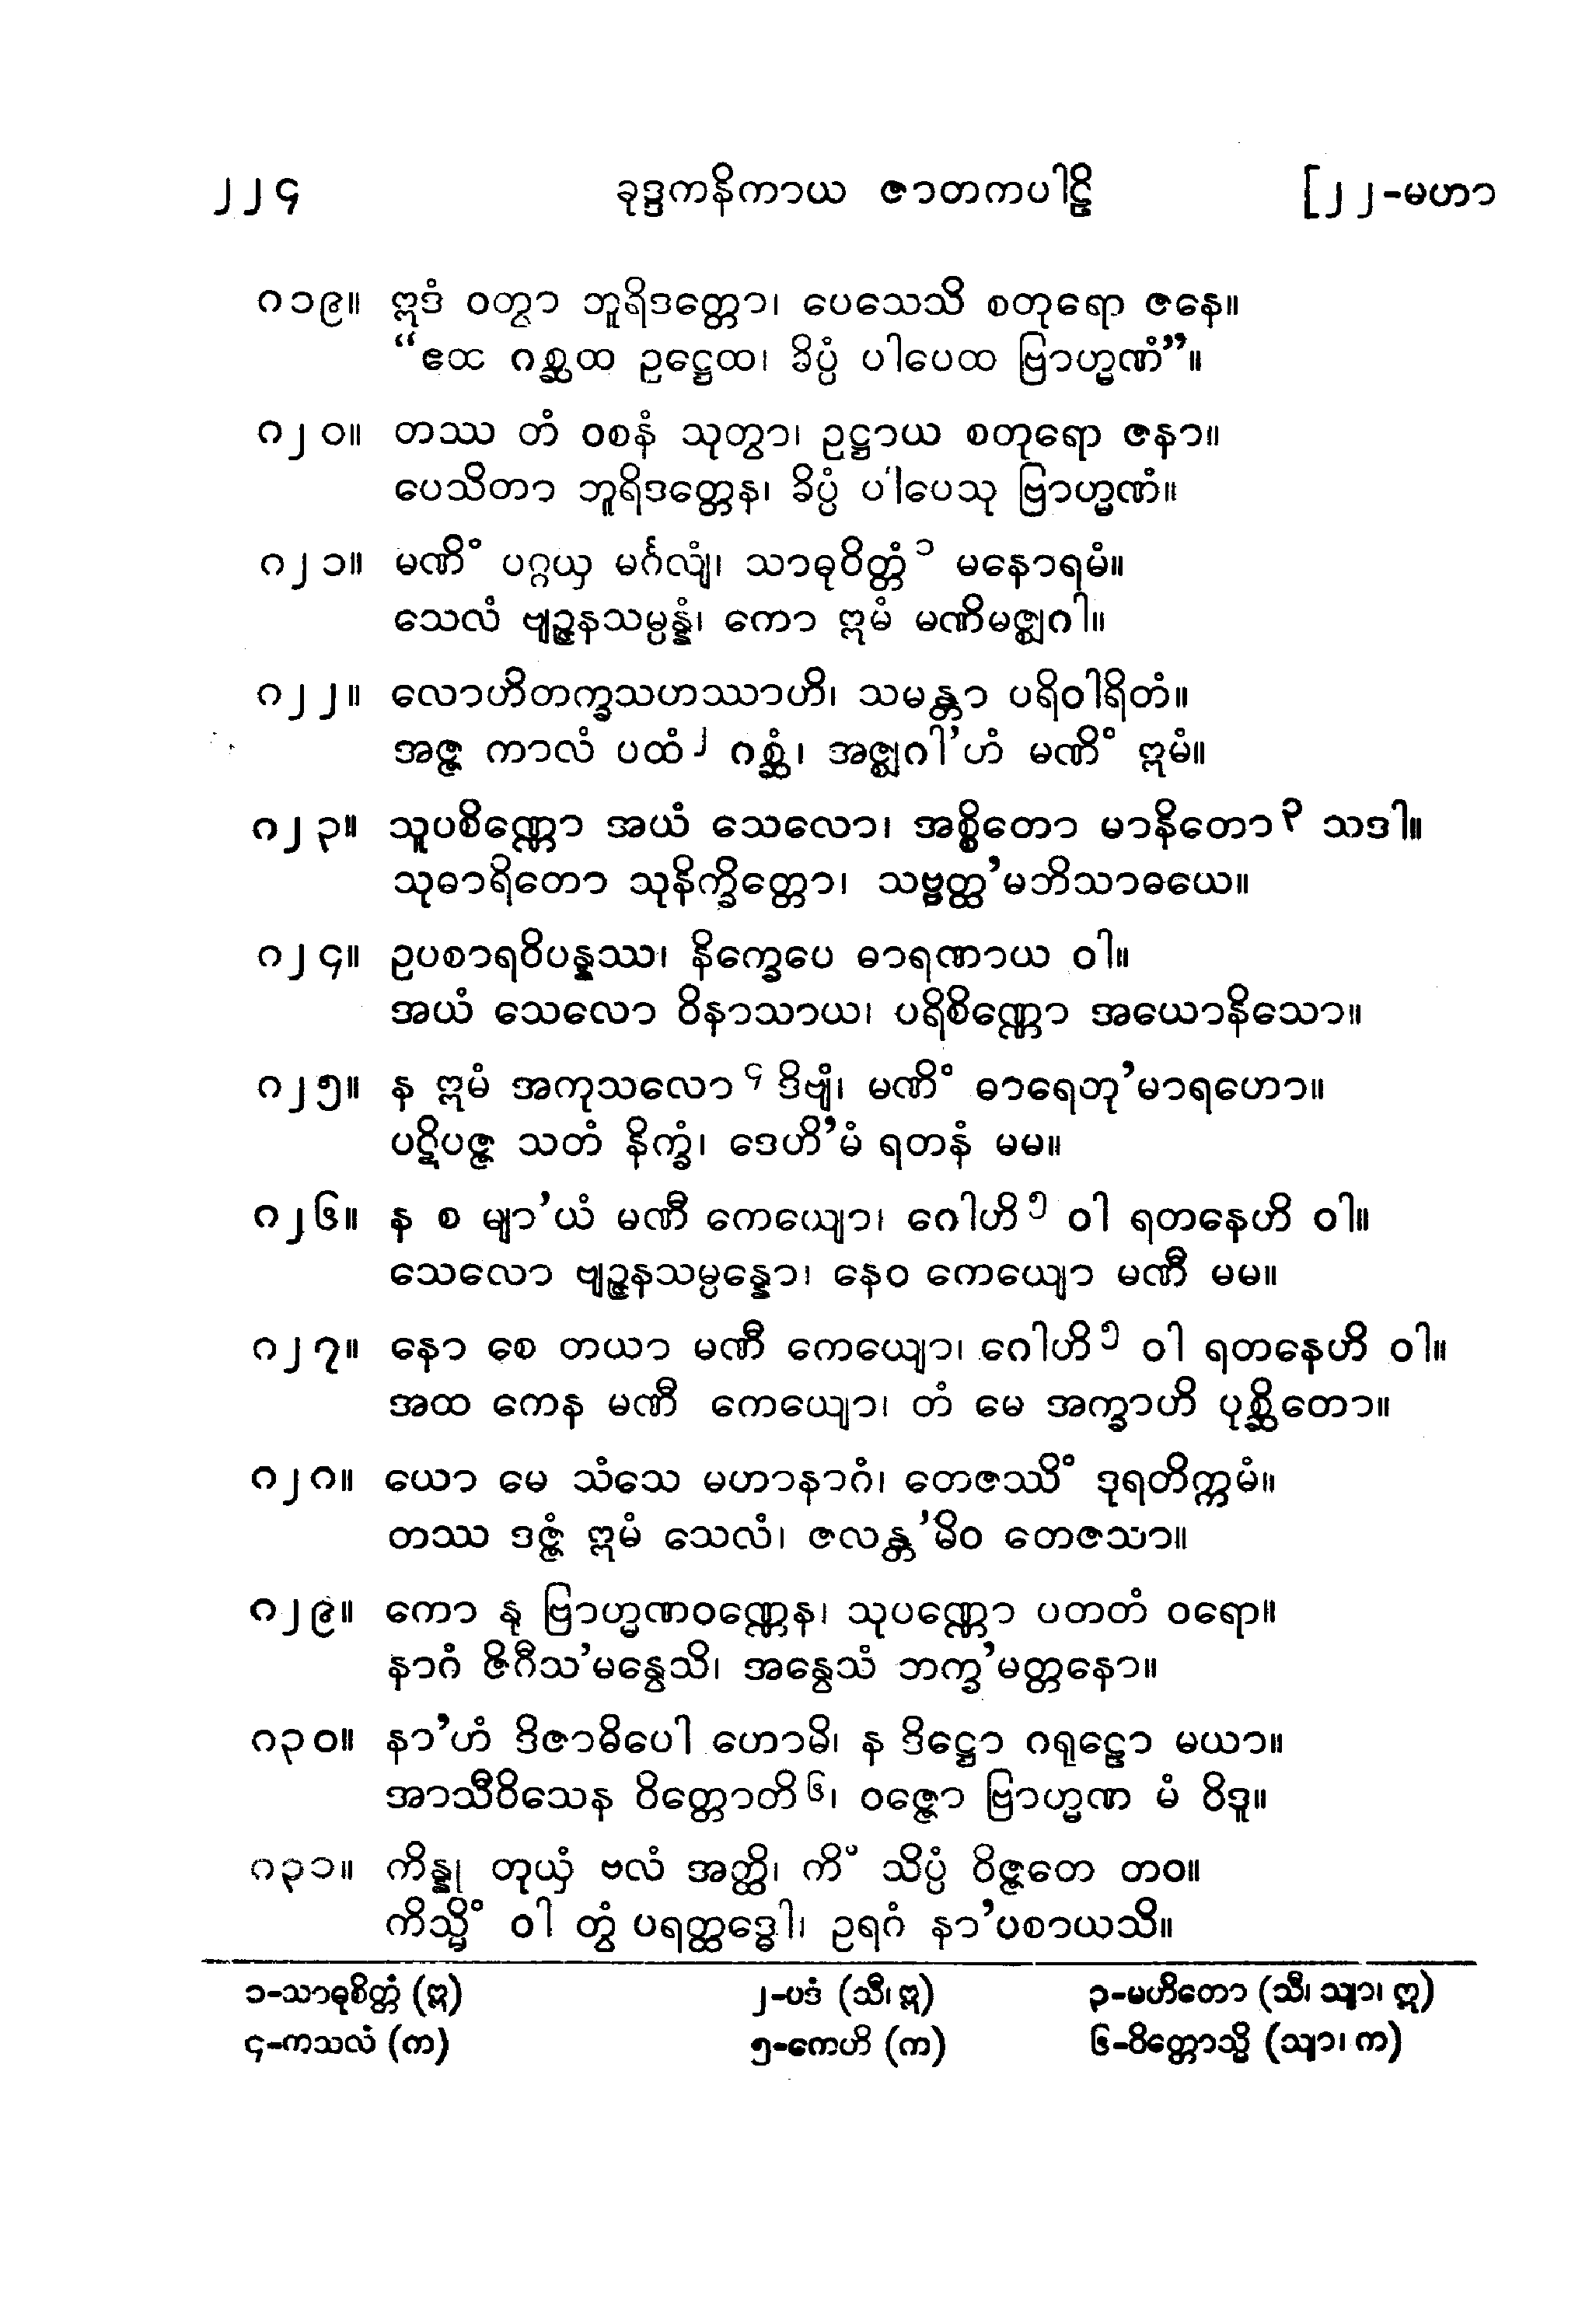 ၂၂၄ ခုဒ္ဒကနိကာယ ဇာတကပါဠိ [၂၂-မဟာ
၈၁၉။ ဣဒံ ဝတွာ ဘူရိဒတ္တော၊ ပေသေသိ စတုရော ဇနေ။
“ဧထ ဂစ္ဆထ ဥဋ္ဌေထ၊ ခိပ္ပံ ပါပေထ ဗြာဟ္မဏံ”။
၈၂၀။ တဿ တံ ဝစနံ သုတွာ၊ ဥဋ္ဌာယ စတုရော ဇနာ။
ပေသိတာ ဘူရိဒတ္တေန၊ ခိပ္ပံ ပါပေသု ဗြာဟ္မဏံ။
၈၂၁။ မဏိံ ပဂ္ဂယှ မင်္ဂလျံ၊ သာဓုဝိတ္တံ ၁ မနောရမံ။
သေလံ ဗျဉ္ဇနသမ္ပန္နံ၊ ကော ဣမံ မဏိမဇ္ဈဂါ။
၈၂၂။ လောဟိတက္ခသဟဿာဟိ၊ သမန္တာ ပရိဝါရိတံ။
အဇ္ဇ ကာလံ ပထံ ၂ ဂစ္ဆံ၊ အဇ္ဈဂါ’ဟံ မဏိံ ဣမံ။
၈၂၃။ သူပစိဏ္ဏော အယံ သေလော၊ အစ္စိတော မာနိတော ၃ သဒါ။
သုဓာရိတော သုနိက္ခိတ္တော၊ သဗ္ဗတ္ထ’မဘိသာဓယေ။
၈၂၄။ ဥပစာရဝိပန္နဿ၊ နိက္ခေပေ ဓာရဏာယ ဝါ။
အယံ သေလော ဝိနာသာယ၊ ပရိစိဏ္ဏော အယောနိသော။
၈၂၅။ န ဣမံ အကုသလော ၄ ဒိဗျံ၊ မဏိံ ဓာရေတု’မာရဟော။
ပဋိပဇ္ဇ သတံ နိက္ခံ၊ ဒေဟိ’မံ ရတနံ မမ။
၈၂၆။ န စ မျာ’ယံ မဏီ ကေယျော၊ ဂေါဟိ ၅ ဝါ ရတနေဟိ ဝါ။
သေလော ဗျဉ္ဇနသမ္ပန္နော၊ နေဝ ကေယျော မဏီ မမ။
၈၂၇။ နော စေ တယာ မဏီ ကေယျော၊ ဂေါဟိ ၅ ဝါ ရတနေဟိ ဝါ။
အထ ကေန မဏီ ကေယျော၊ တံ မေ အက္ခာဟိ ပုစ္ဆိတော။
၈၂၈။ ယော မေ သံသေ မဟာနာဂံ၊ တေဇဿိံ ဒုရတိက္ကမံ။
တဿ ဒဇ္ဇံ ဣမံ သေလံ၊ ဇလန္တ’မိဝ တေဇသာ။
၈၂၉။ ကော နု ဗြာဟ္မဏဝဏ္ဏေန၊ သုပဏ္ဏော ပတတံ ဝရော။
နာဂံ ဇိဂီသ’မန္ဝေသိ၊ အန္ဝေသံ ဘက္ခ’မတ္တနော။
၈၃၀။ နာ’ဟံ ဒိဇာဓိပေါ ဟောမိ၊ န ဒိဋ္ဌော ဂရုဠော မယာ။
အာသီဝိသေန ဝိတ္တောတိ ၆၊ ဝဇ္ဇော ဗြာဟ္မဏ မံ ဝိဒူ။
၈၃၁။ ကိန္နု တုယှံ ဗလံ အတ္ထိ၊ ကိံ သိပ္ပံ ဝိဇ္ဇတေ တဝ။
ကိသ္မိံ ဝါ တွံ ပရတ္ထဒ္ဓေါ၊ ဥရဂံ နာ’ပစာယသိ။
၁-သာဓုစိတ္တံ (ဣ) ၂-ပဒံ (သီ၊ ဣ) ၃-မဟိတော (သီ၊ သျာ၊ ဣ)
၄-ကသလံ (က) ၅-ကေဟိ (က) ၆-ဝိတ္တောသ္မိ (သျာ၊ က)